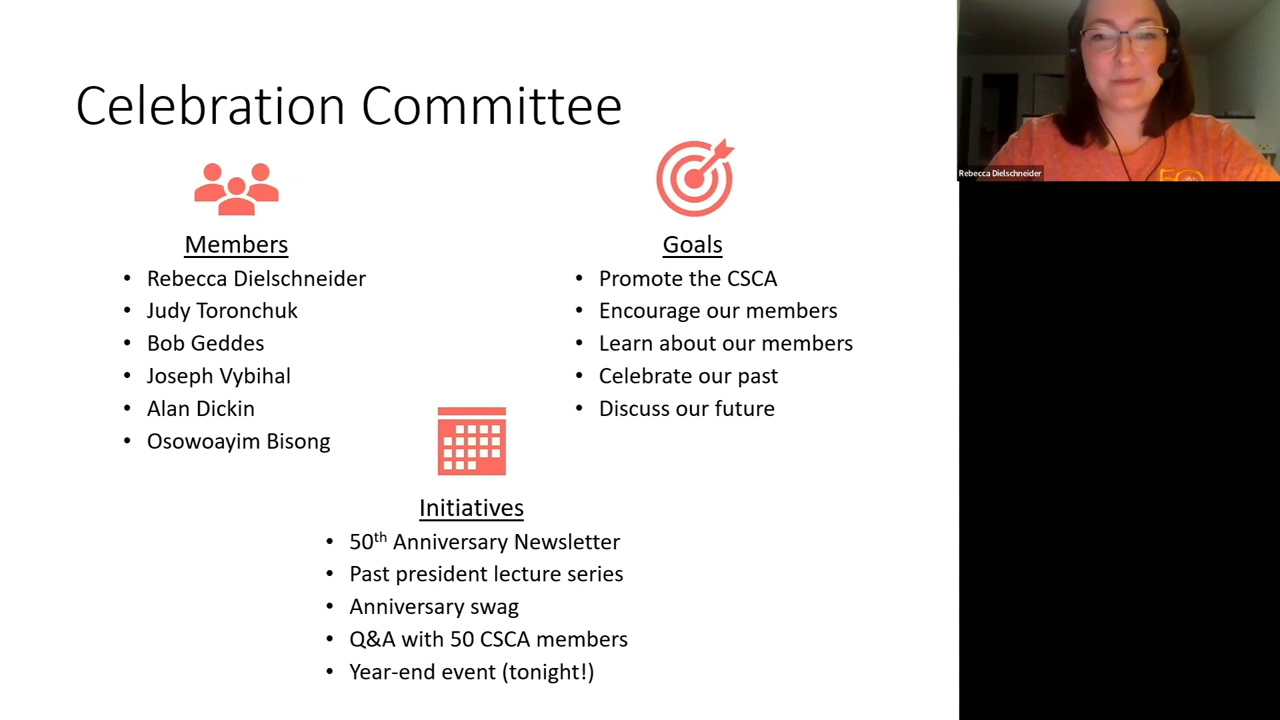 Celebration Committee
Members
• Rebecca Dielschneider
• Judy Toronchuk
• Bob Geddes
• Joseph Vybihal
• Alan Dickin
• Osowoayim Bisong
Goals
• Promote the CSCA
• Encourage our members
• Learn about our members
• Celebrate our past
• Discuss our future
Initiatives
• 50th Anniversary Newsletter
• Past president lecture series
• Anniversary swag
• Q&A with 50 CSCA members
• Year-end event (tonight!)
Rebecca Dielschneider
50